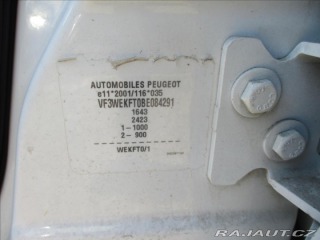 AUTOMOBILES PEUGEOT
e11*2001/116*035
VF3WEKFT0BE084291
1643
2423
1- 1000
2- 900
WEKFT0/1
RAJAUT.CZ